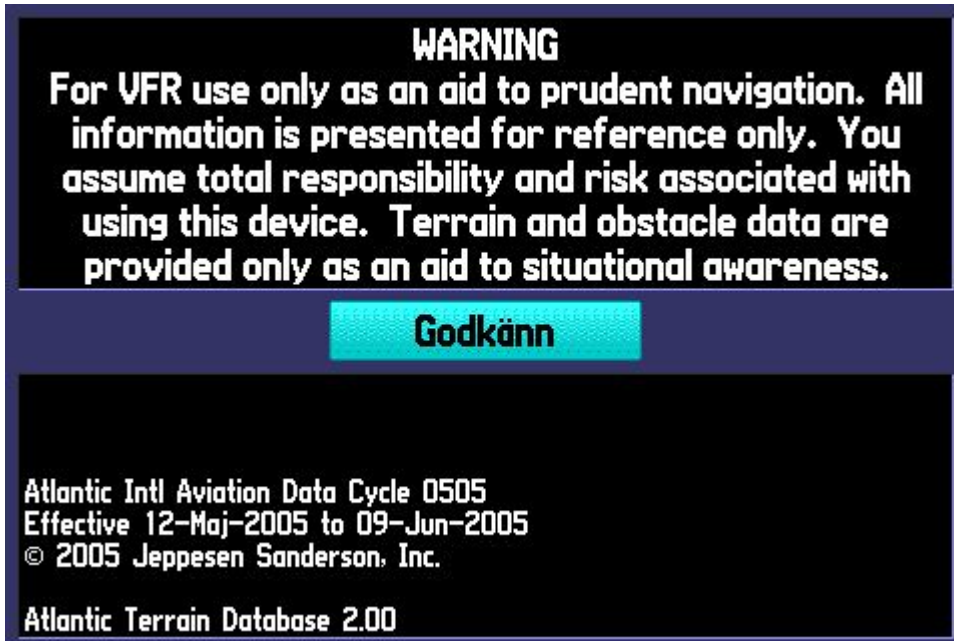 WARNING
For VFR use only as an aid to prudent navigation. All
information is presented for reference only. You
assume total responsibility and risk associated with
using this device. Terrain and obstacle data are
provided only as an aid to situational awareness.
Godkänn
Atlantic Intl Aviation Data Cycle 0505
Effective 12-Maj-2005 to 09-Jun-2005
© 2005 Jeppesen Sanderson, Inc.
Atlantic Terrain Database 2.00